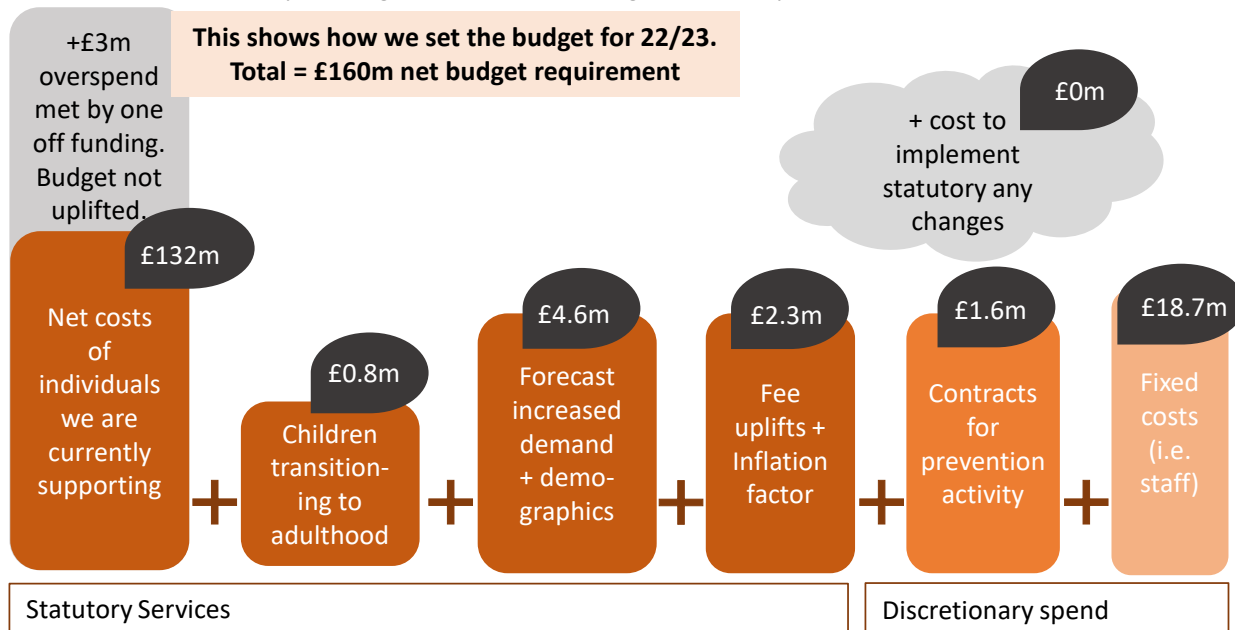 This shows how we set the budget for 22/23.
Total = £160m net budget requirement
+£3m
overspend
met by one
off funding.
Budget not
uplifted.
£132m
Net costs
of
individuals
we are
currently
supporting
+
£0.8m
Children
transition-
ing to
adulthood
+
£4.6m
Forecast
increased
demand
+ demo-
graphics
+
£2.3m
Fee
uplifts +
Inflation
factor
+
£0m
+ cost to
implement
statutory any
changes
£1.6m
Contracts
for
prevention
activity
+
£18.7m
Fixed
costs
(i.e.
staff)
Statutory Services
Discretionary spend